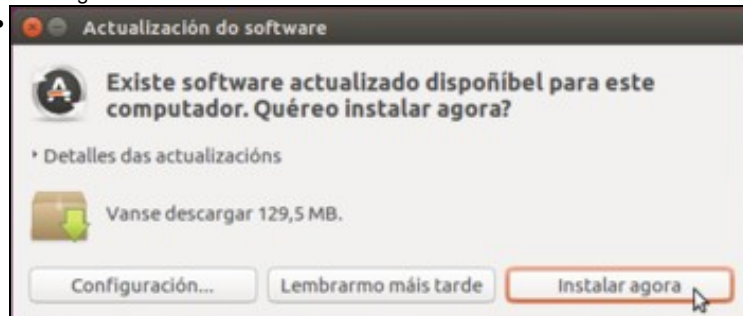 Actualización do software
Existe software actualizado dispoñíbel para este
computador. Quéreo instalar agora?
Detalles das actualizacións
Vanse descargar 129,5 MB.
Configuración... Lembrarmo máis tarde Instalar agora